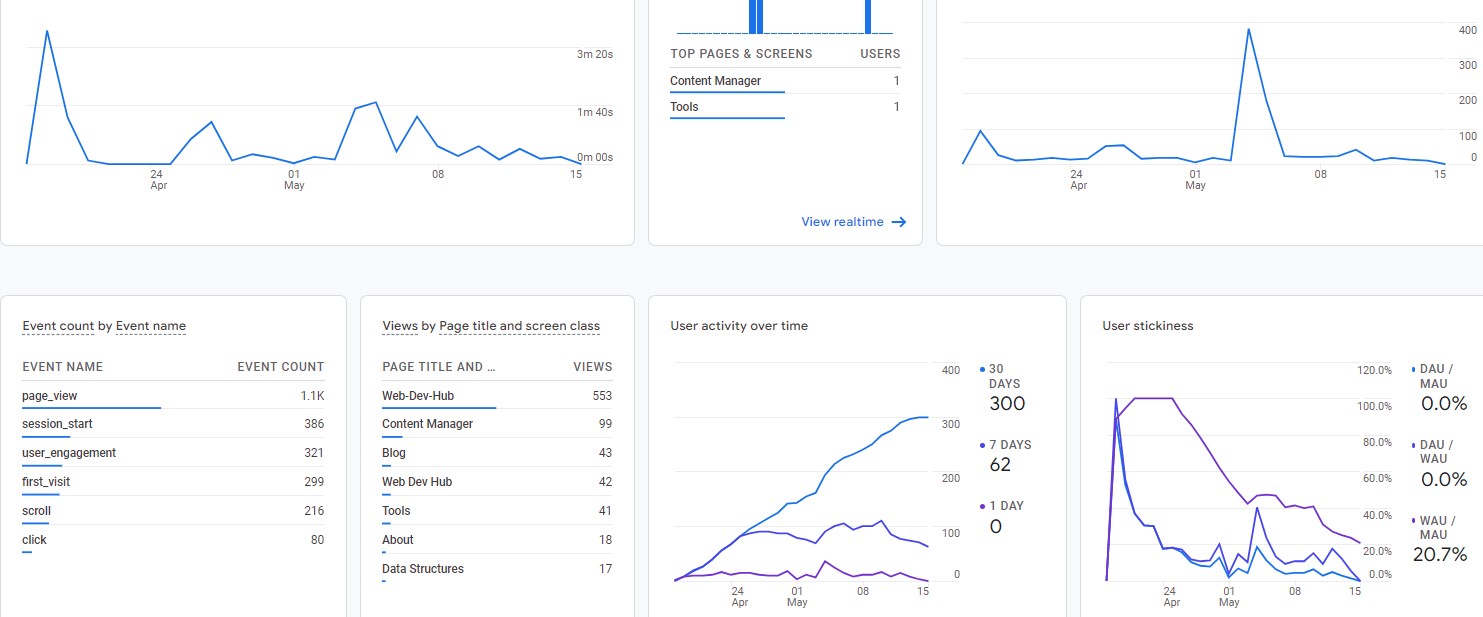 3m 20s
1m 40s
0m 00s
24 Apr
01 May
08
15
TOP PAGES & SCREENS USERS
Content Manager 1
Tools 1
View realtime
400
200
100
0
24 Apr
01 May
08
15
Event count by Event name
EVENT NAME EVENT COUNT
page_view 1.1K
session_start 386
user_engagement 321
first_visit 299
scroll 216
click 80
Views by Page title and screen class
PAGE TITLE AND ... VIEWS
Web-Dev-Hub 553
Content Manager 99
Blog 43
Web Dev Hub 42
Tools 41
About 18
Data Structures 17
User activity over time
400
300
200
100
0
24 Apr
01 May
08
15
30 DAYS
300
7 DAYS
62
1 DAY
0
User stickiness
120.0%
100.0%
80.0%
60.0%
40.0%
20.0%
0.0%
24 Apr
01 May
08
15
DAU / MAU
0.0%
DAU / WAU
0.0%
WAU / MAU
20.7%